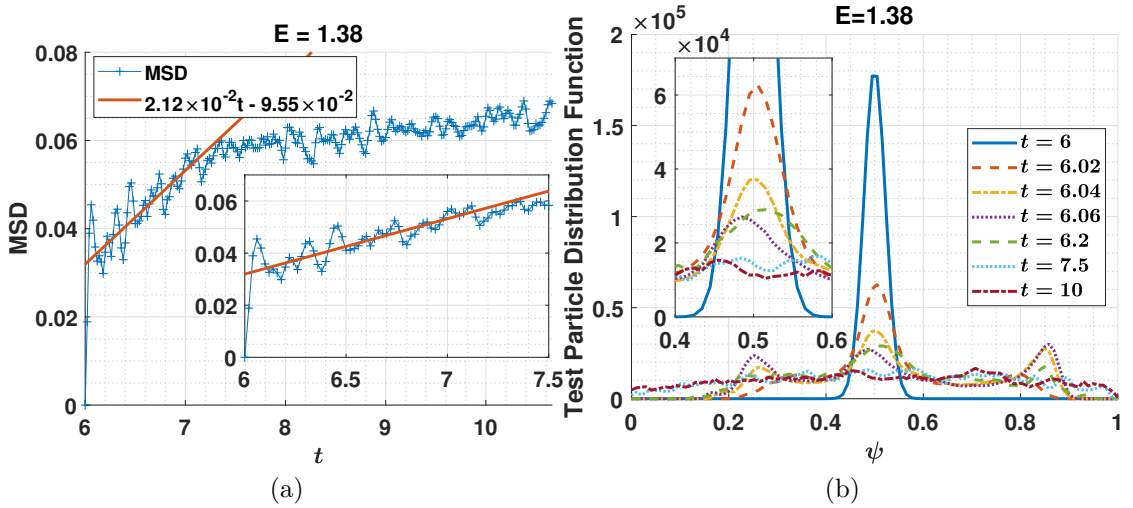 E = 1.38
MSD
2.12×10⁻²t - 9.55×10⁻²
0.08
0.06
0.04
0.02
0
MSD
0.06
0.04
0.02
0
6
6.5
7
7.5
6
7
8
9
10
t
(a)
E=1.38
×10⁵
2
1.5
1
0.5
0
Test Particle Distribution Function
×10⁴
6
4
2
0
0.4
0.5
0.6
t = 6
t = 6.02
t = 6.04
t = 6.06
t = 6.2
t = 7.5
t = 10
0
0.2
0.4
0.6
0.8
1
ψ
(b)